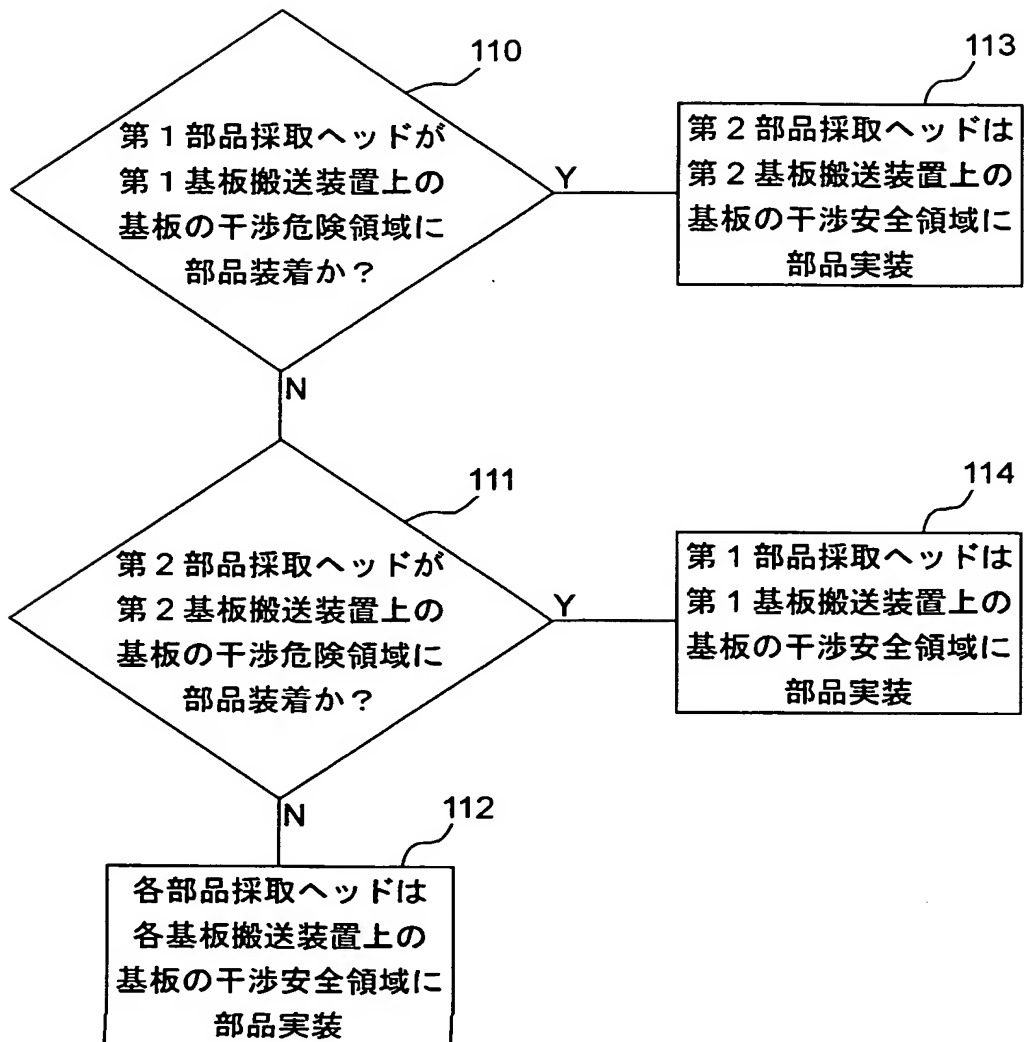 110
第1部品採取ヘッドが
第1基板搬送装置上の
基板の干渉危険領域に
部品装着か？
Y
113
第2部品採取ヘッドは
第2基板搬送装置上の
基板の干渉安全領域に
部品実装
N
111
第2部品採取ヘッドが
第2基板搬送装置上の
基板の干渉危険領域に
部品装着か？
Y
114
第1部品採取ヘッドは
第1基板搬送装置上の
基板の干渉安全領域に
部品実装
N
112
各部品採取ヘッドは
各基板搬送装置上の
基板の干渉安全領域に
部品実装